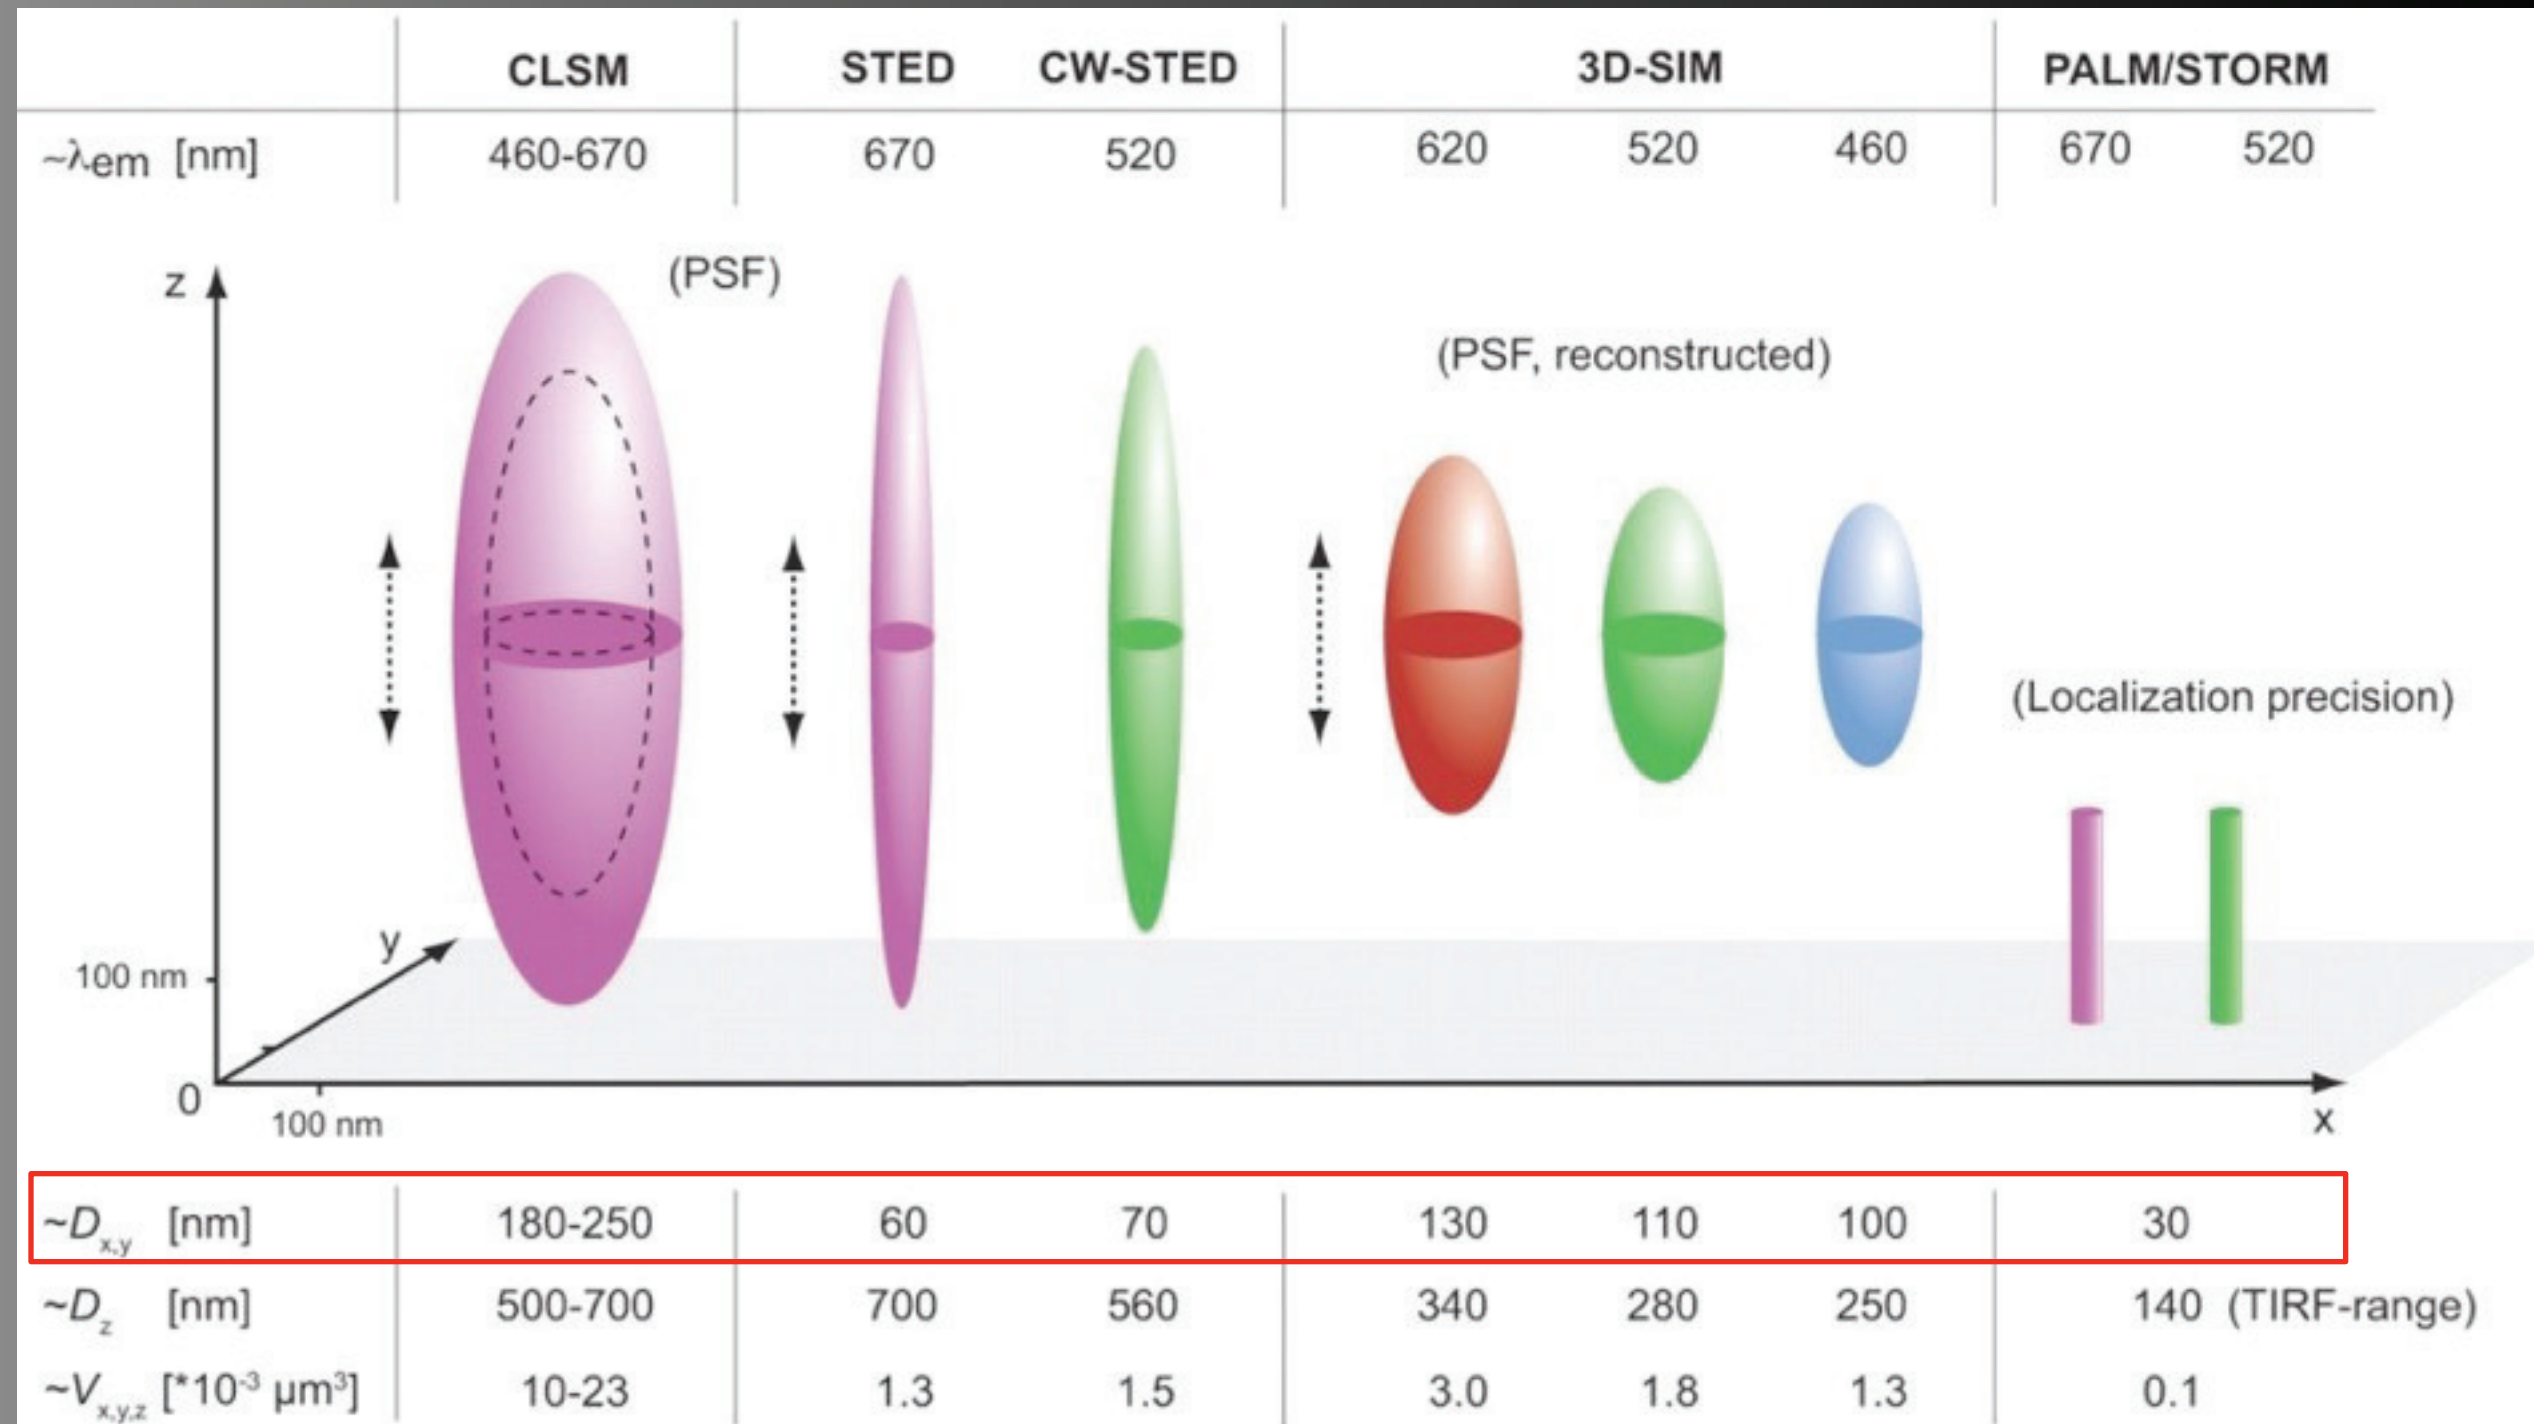 CLSM STED CW-STED 3D-SIM PALM/STORM
~λem [nm] 460-670 670 520 620 520 460 670 520
z (PSF)
(PSF, reconstructed)
(Localization precision)
y
100 nm
0
100 nm
x
~Dx,y [nm] 180-250 60 70 130 110 100 30
~Dz [nm] 500-700 700 560 340 280 250 140 (TIRF-range)
~Vx,y,z [*10-3 μm3] 10-23 1.3 1.5 3.0 1.8 1.3 0.1